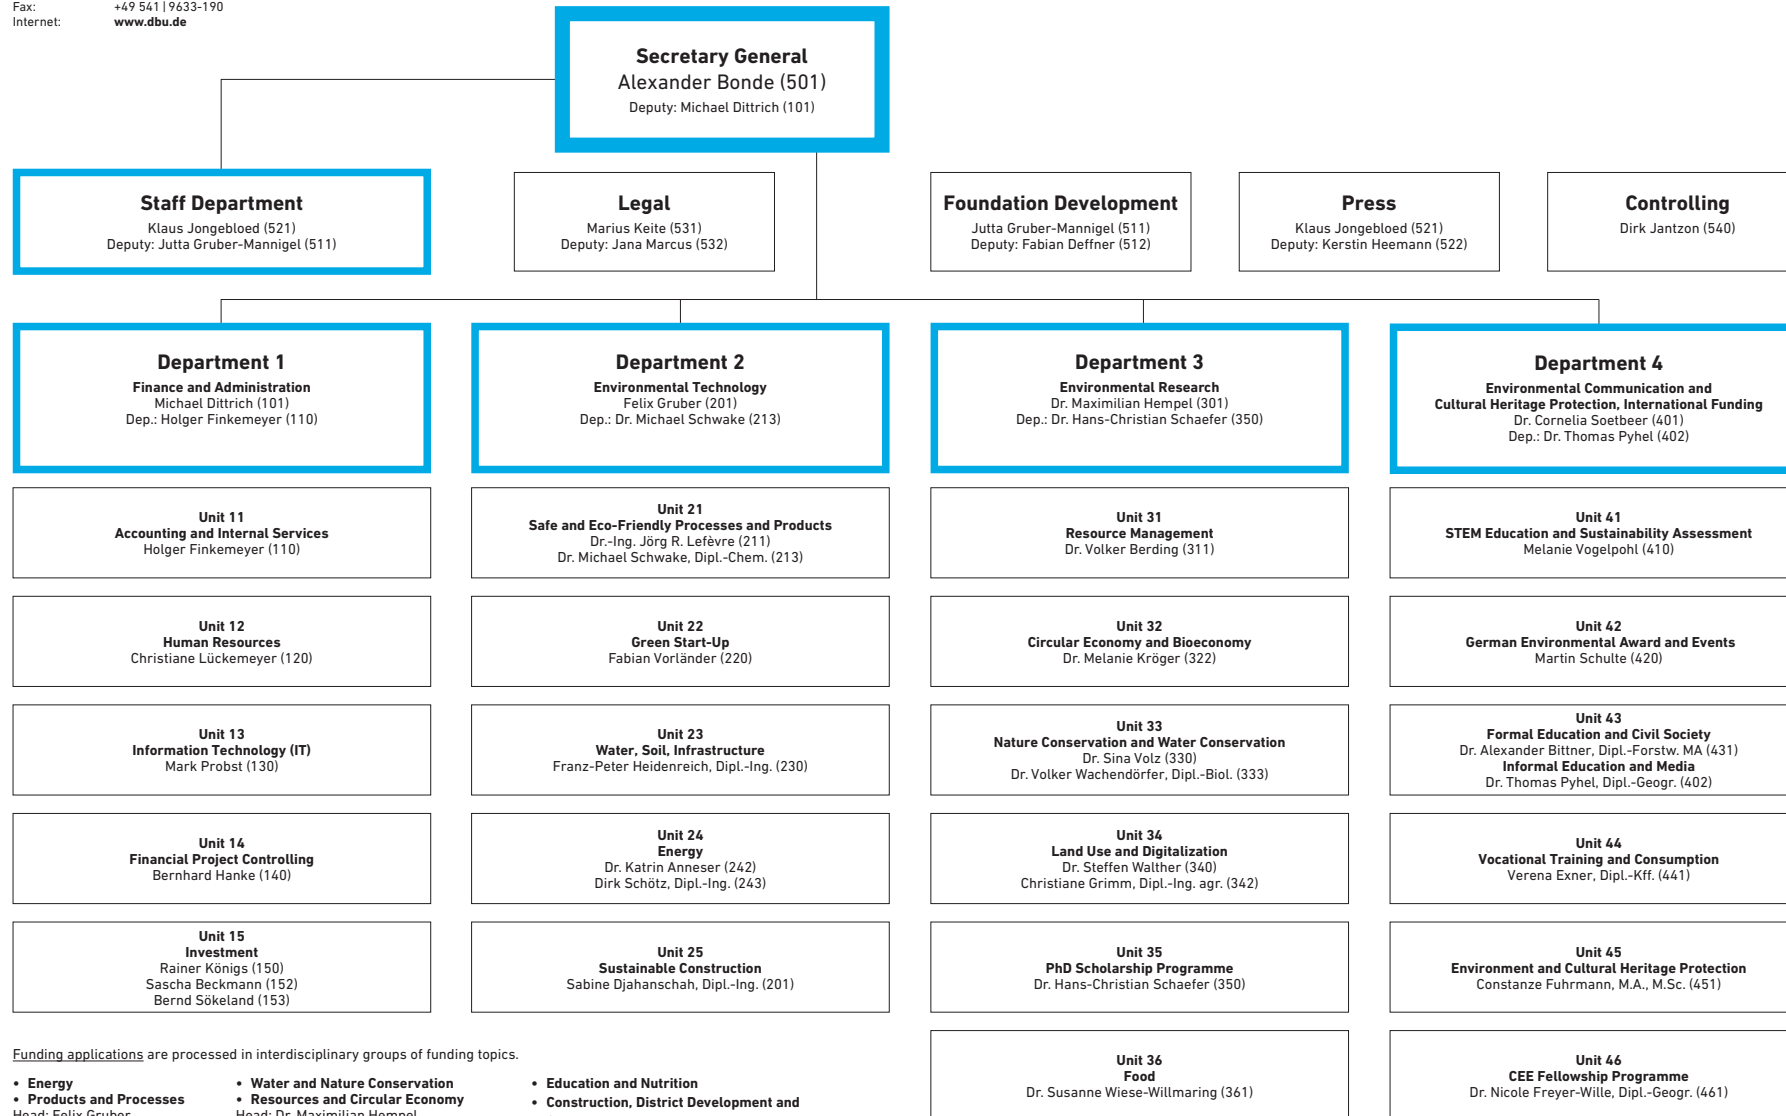 Fax: +49 541 | 9633-190
Internet: www.dbu.de
Secretary General
Alexander Bonde (501)
Deputy: Michael Dittrich (101)
Staff Department
Klaus Jongebloed (521)
Deputy: Jutta Gruber-Mannigel (511)
Legal
Marius Keite (531)
Deputy: Jana Marcus (532)
Foundation Development
Jutta Gruber-Mannigel (511)
Deputy: Fabian Deffner (512)
Press
Klaus Jongebloed (521)
Deputy: Kerstin Heemann (522)
Controlling
Dirk Jantzon (540)
Department 1
Finance and Administration
Michael Dittrich (101)
Dep.: Holger Finkemeyer (110)
Department 2
Environmental Technology
Felix Gruber (201)
Dep.: Dr. Michael Schwake (213)
Department 3
Environmental Research
Dr. Maximilian Hempel (301)
Dep.: Dr. Hans-Christian Schaefer (350)
Department 4
Environmental Communication and
Cultural Heritage Protection, International Funding
Dr. Cornelia Soetbeer (401)
Dep.: Dr. Thomas Pyhel (402)
Unit 11
Accounting and Internal Services
Holger Finkemeyer (110)
Unit 21
Safe and Eco-Friendly Processes and Products
Dr.-Ing. Jörg R. Lefèvre (211)
Dr. Michael Schwake, Dipl.-Chem. (213)
Unit 31
Resource Management
Dr. Volker Berding (311)
Unit 41
STEM Education and Sustainability Assessment
Melanie Vogelpohl (410)
Unit 12
Human Resources
Christiane Lückemeyer (120)
Unit 22
Green Start-Up
Fabian Vorländer (220)
Unit 32
Circular Economy and Bioeconomy
Dr. Melanie Kröger (322)
Unit 42
German Environmental Award and Events
Martin Schulte (420)
Unit 13
Information Technology (IT)
Mark Probst (130)
Unit 23
Water, Soil, Infrastructure
Franz-Peter Heidenreich, Dipl.-Ing. (230)
Unit 33
Nature Conservation and Water Conservation
Dr. Sina Volz (330)
Dr. Volker Wachendörfer, Dipl.-Biol. (333)
Unit 43
Formal Education and Civil Society
Dr. Alexander Bittner, Dipl.-Forstw. MA (431)
Informal Education and Media
Dr. Thomas Pyhel, Dipl.-Geogr. (402)
Unit 14
Financial Project Controlling
Bernhard Hanke (140)
Unit 24
Energy
Dr. Katrin Anneser (242)
Dirk Schötz, Dipl.-Ing. (243)
Unit 34
Land Use and Digitalization
Dr. Steffen Walther (340)
Christiane Grimm, Dipl.-Ing. agr. (342)
Unit 44
Vocational Training and Consumption
Verena Exner, Dipl.-Kff. (441)
Unit 15
Investment
Rainer Königs (150)
Sascha Beckmann (152)
Bernd Sökeland (153)
Unit 25
Sustainable Construction
Sabine Djahanschah, Dipl.-Ing. (201)
Unit 35
PhD Scholarship Programme
Dr. Hans-Christian Schaefer (350)
Unit 45
Environment and Cultural Heritage Protection
Constanze Fuhrmann, M.A., M.Sc. (451)
Unit 36
Food
Dr. Susanne Wiese-Willmaring (361)
Unit 46
CEE Fellowship Programme
Dr. Nicole Freyer-Wille, Dipl.-Geogr. (461)
Funding applications are processed in interdisciplinary groups of funding topics.
• Energy
• Products and Processes
Head: Felix Gruber
• Water and Nature Conservation
• Resources and Circular Economy
Head: Dr. Maximilian Hempel
• Education and Nutrition
• Construction, District Development and